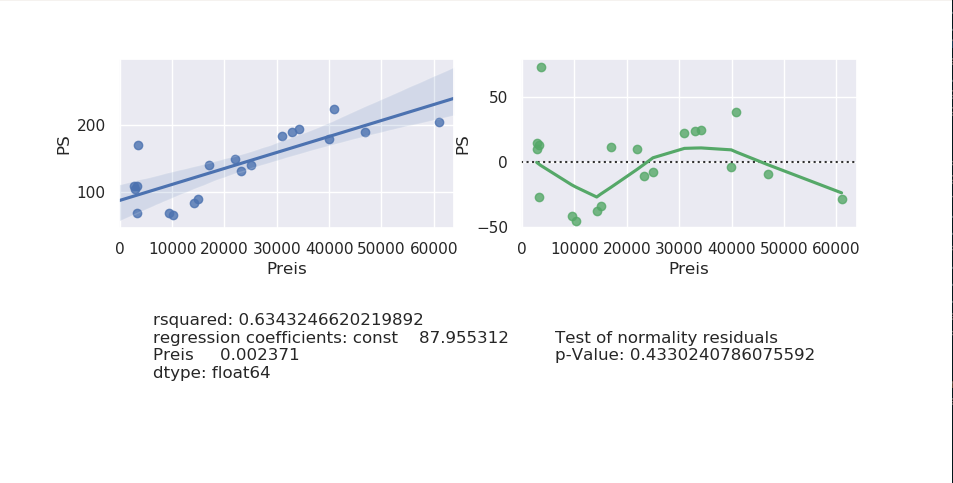 PS
200
100
0 10000 20000 30000 40000 50000 60000
Preis
PS
50
0
−50
0 10000 20000 30000 40000 50000 60000
Preis
rsquared: 0.6343246620219892
regression coefficients: const 87.955312
Preis 0.002371
dtype: float64
Test of normality residuals
p-Value: 0.4330240786075592